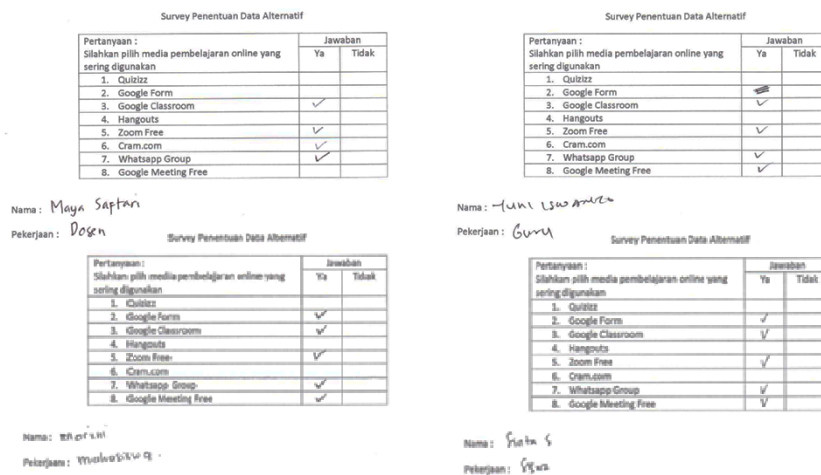 Survey Penentuan Data Alternatif
Pertanyaan : Jawaban
Silahkan pilih media pembelajaran online yang Ya Tidak
sering digunakan
1. Quizizz
2. Google Form
3. Google Classroom ✓
4. Hangouts
5. Zoom Free ✓
6. Cram.com ✓
7. Whatsapp Group ✓
8. Google Meeting Free
Nama : Maya Saptari
Pekerjaan : Dosen
Survey Penentuan Data Alternatif
Pertanyaan : Jawaban
Silahkan pilih media pembelajaran online yang Ya Tidak
sering digunakan
1. Quizizz
2. Google Form
3. Google Classroom ✓
4. Hangouts
5. Zoom Free ✓
6. Cram.com
7. Whatsapp Group ✓
8. Google Meeting Free ✓
Nama :
Pekerjaan : Guru
Survey Penentuan Data Alternatif
Pertanyaan : Jawaban
Silahkan pilih media pembelajaran online yang Ya Tidak
sering digunakan
1. Quizizz
2. Google Form ✓
3. Google Classroom ✓
4. Hangouts
5. Zoom Free ✓
6. Cram.com
7. Whatsapp Group ✓
8. Google Meeting Free ✓
Nama :
Pekerjaan :
Survey Penentuan Data Alternatif
Pertanyaan : Jawaban
Silahkan pilih media pembelajaran online yang Ya Tidak
sering digunakan
1. Quizizz
2. Google Form ✓
3. Google Classroom ✓
4. Hangouts
5. Zoom Free ✓
6. Cram.com
7. Whatsapp Group ✓
8. Google Meeting Free ✓
Nama :
Pekerjaan :